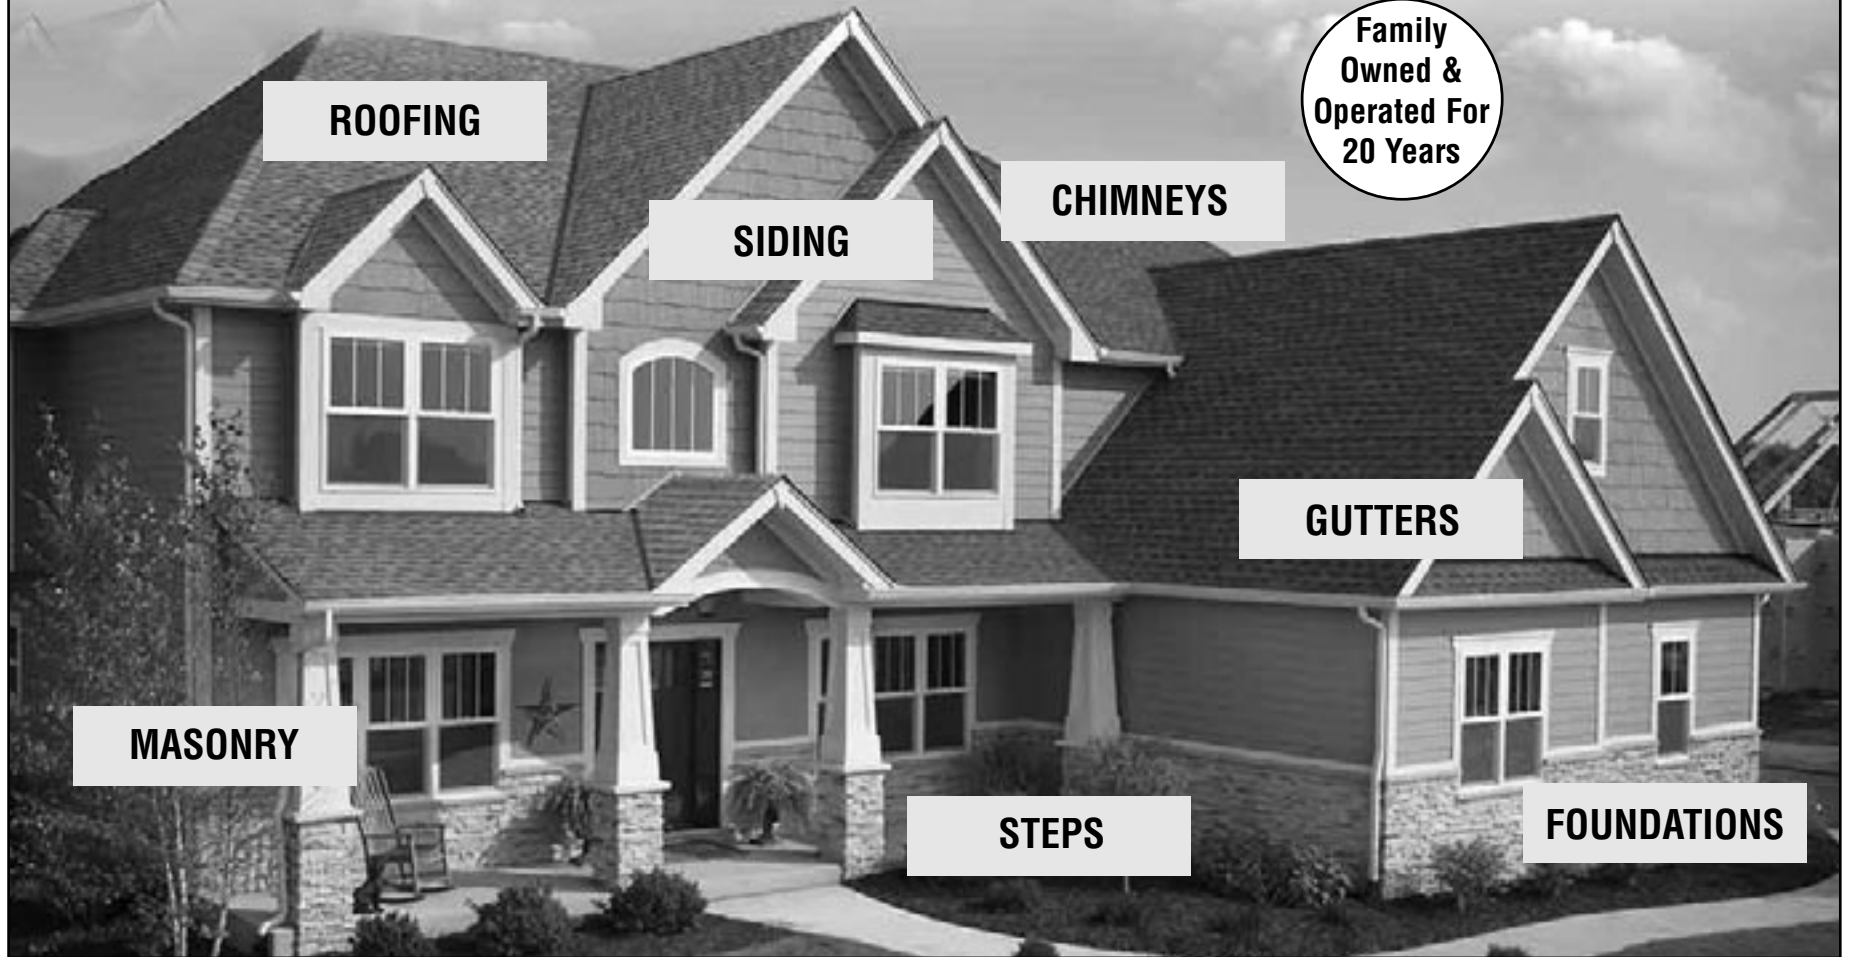 Family
Owned &
Operated For
20 Years
ROOFING
CHIMNEYS
SIDING
GUTTERS
MASONRY
STEPS
FOUNDATIONS